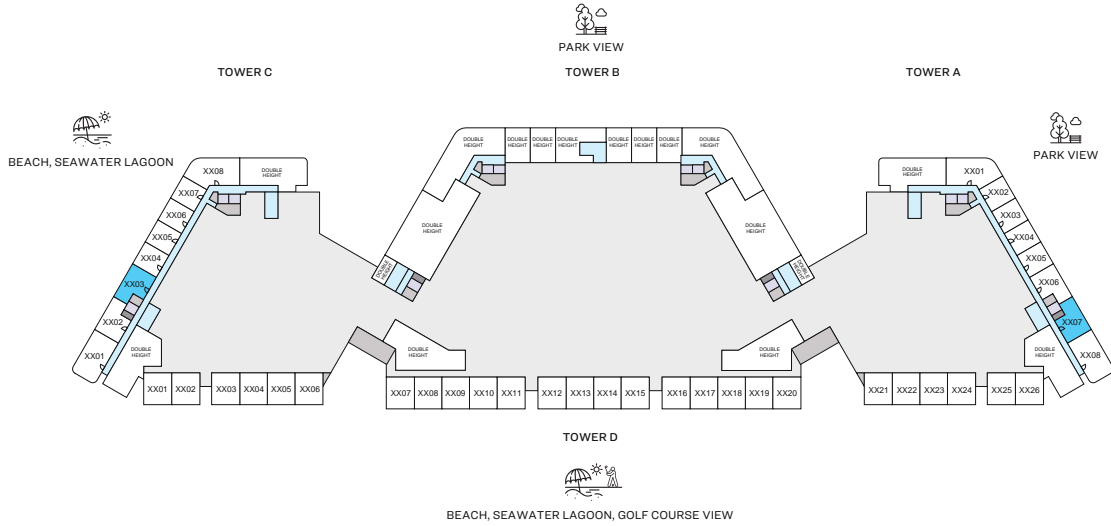 PARK VIEW
TOWER C
TOWER B
TOWER A
BEACH, SEAWATER LAGOON
PARK VIEW
XX08
DOUBLE
HEIGHT
XX07
XX06
XX05
XX04
XX03
XX02
XX01
DOUBLE
HEIGHT
DOUBLE
HEIGHT
DOUBLE
HEIGHT
DOUBLE
HEIGHT
DOUBLE
HEIGHT
DOUBLE
HEIGHT
DOUBLE
HEIGHT
DOUBLE
HEIGHT
DOUBLE
HEIGHT
DOUBLE
HEIGHT
DOUBLE
HEIGHT
DOUBLE
HEIGHT
DOUBLE
HEIGHT
DOUBLE
HEIGHT
XX01
XX02
XX03
XX04
XX05
XX06
XX07
XX08
DOUBLE
HEIGHT
DOUBLE
HEIGHT
DOUBLE
HEIGHT
XX01 XX02 XX03 XX04 XX05 XX06 XX07 XX08 XX09 XX10 XX11 XX12 XX13 XX14 XX15 XX16 XX17 XX18 XX19 XX20 XX21 XX22 XX23 XX24 XX25 XX26
TOWER D
BEACH, SEAWATER LAGOON, GOLF COURSE VIEW